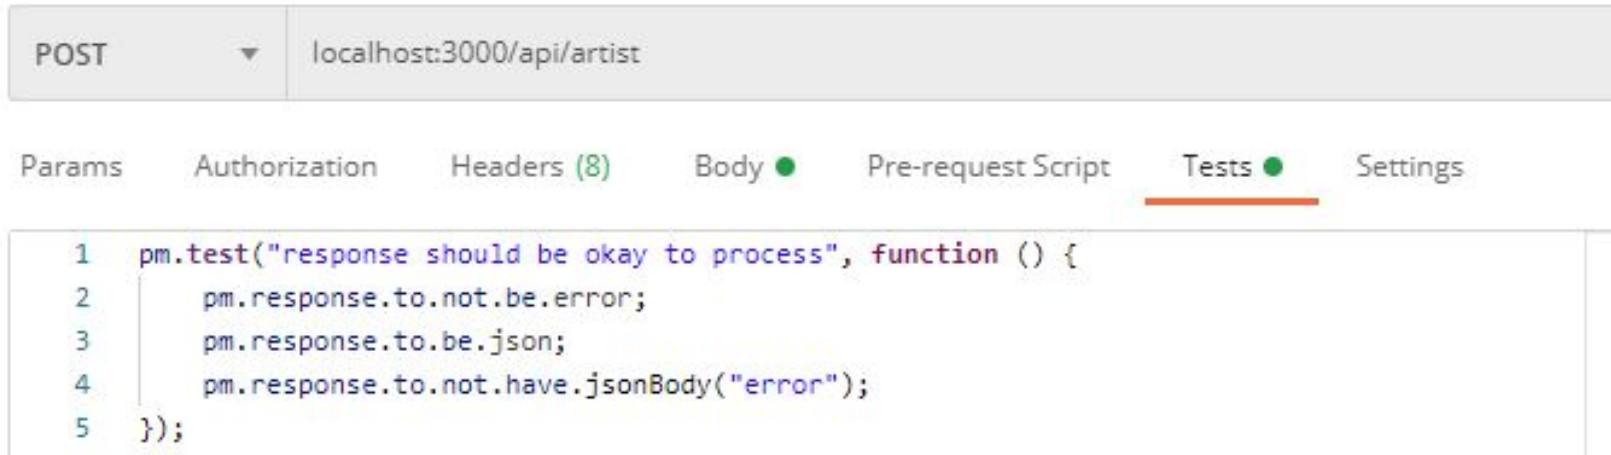 POST localhost:3000/api/artist
Params Authorization Headers (8) Body Pre-request Script Tests Settings
1 pm.test("response should be okay to process", function () {
2 pm.response.to.not.be.error;
3 pm.response.to.be.json;
4 pm.response.to.not.have.jsonBody("error");
5 });